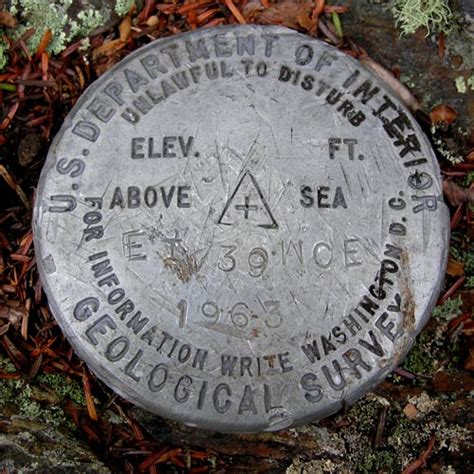 U.S. DEPARTMENT OF INTERIOR
UNLAWFUL TO DISTURB
ELEV. FT.
ABOVE SEA
39 WCE
1963
FOR INFORMATION WRITE WASHINGTON D.C.
GEOLOGICAL SURVEY